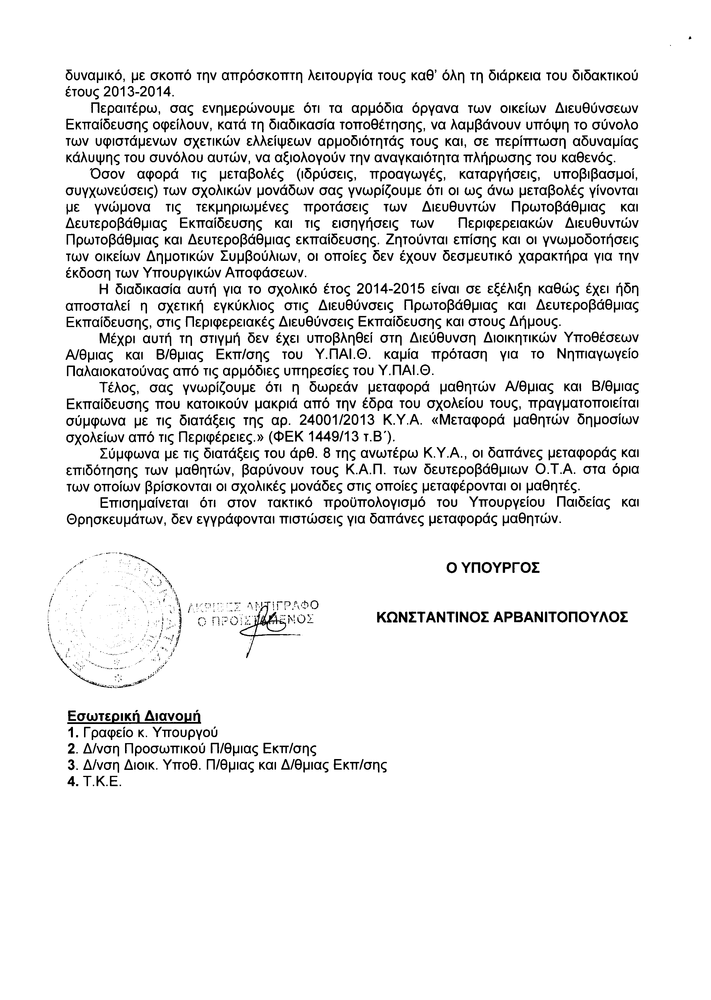 δυναμικό, με σκοπό την απρόσκοπτη λειτουργία τους καθ’ όλη τη διάρκεια του διδακτικού
έτους 2013-2014.
Περαιτέρω, σας ενημερώνουμε ότι τα αρμόδια όργανα των οικείων Διευθύνσεων
Εκπαίδευσης οφείλουν, κατά τη διαδικασία τοποθέτησης, να λαμβάνουν υπόψη το σύνολο
των υφιστάμενων σχετικών ελλείψεων αρμοδιότητάς τους και, σε περίπτωση αδυναμίας
κάλυψης του συνόλου αυτών, να αξιολογούν την αναγκαιότητα πλήρωσης του καθενός.
Όσον αφορά τις μεταβολές (ιδρύσεις, προαγωγές, καταργήσεις, υποβιβασμοί,
συγχωνεύσεις) των σχολικών μονάδων σας γνωρίζουμε ότι οι ως άνω μεταβολές γίνονται
με γνώμονα τις τεκμηριωμένες προτάσεις των Διευθυντών Πρωτοβάθμιας και
Δευτεροβάθμιας Εκπαίδευσης και τις εισηγήσεις των Περιφερειακών Διευθυντών
Πρωτοβάθμιας και Δευτεροβάθμιας εκπαίδευσης. Ζητούνται επίσης και οι γνωμοδοτήσεις
των οικείων Δημοτικών Συμβούλιων, οι οποίες δεν έχουν δεσμευτικό χαρακτήρα για την
έκδοση των Υπουργικών Αποφάσεων.
Η διαδικασία αυτή για το σχολικό έτος 2014-2015 είναι σε εξέλιξη καθώς έχει ήδη
αποσταλεί η σχετική εγκύκλιος στις Διευθύνσεις Πρωτοβάθμιας και Δευτεροβάθμιας
Εκπαίδευσης, στις Περιφερειακές Διευθύνσεις Εκπαίδευσης και στους Δήμους.
Μέχρι αυτή τη στιγμή δεν έχει υποβληθεί στη Διεύθυνση Διοικητικών Υποθέσεων
Α/θμιας και Β/θμιας Εκπ/σης του Υ.ΠΑΙ.Θ. καμία πρόταση για το Νηπιαγωγείο
Παλαιοκατούνας από τις αρμόδιες υπηρεσίες του Υ.ΠΑΙ.Θ.
Τέλος, σας γνωρίζουμε ότι η δωρεάν μεταφορά μαθητών Α/θμιας και Β/θμιας
Εκπαίδευσης που κατοικούν μακριά από την έδρα του σχολείου τους, πραγματοποιείται
σύμφωνα με τις διατάξεις της αρ. 24001/2013 Κ.Υ.Α. «Μεταφορά μαθητών δημοσίων
σχολείων από τις Περιφέρειες.» (ΦΕΚ 1449/13 τ.Β΄).
Σύμφωνα με τις διατάξεις του άρθ. 8 της ανωτέρω Κ.Υ.Α., οι δαπάνες μεταφοράς και
επιδότησης των μαθητών, βαρύνουν τους Κ.Α.Π. των δευτεροβάθμιων Ο.Τ.Α. στα όρια
των οποίων βρίσκονται οι σχολικές μονάδες στις οποίες μεταφέρονται οι μαθητές.
Επισημαίνεται ότι στον τακτικό προϋπολογισμό του Υπουργείου Παιδείας και
Θρησκευμάτων, δεν εγγράφονται πιστώσεις για δαπάνες μεταφοράς μαθητών.
Ο ΥΠΟΥΡΓΟΣ
ΑΚΡΙΒΕΣ ΑΝΤΙΓΡΑΦΟ
Ο ΠΡΟΪΣΤΑΜΕΝΟΣ
ΚΩΝΣΤΑΝΤΙΝΟΣ ΑΡΒΑΝΙΤΟΠΟΥΛΟΣ
Εσωτερική Διανομή
1. Γραφείο κ. Υπουργού
2. Δ/νση Προσωπικού Π/θμιας Εκπ/σης
3. Δ/νση Διοικ. Υποθ. Π/θμιας και Δ/θμιας Εκπ/σης
4. Τ.Κ.Ε.